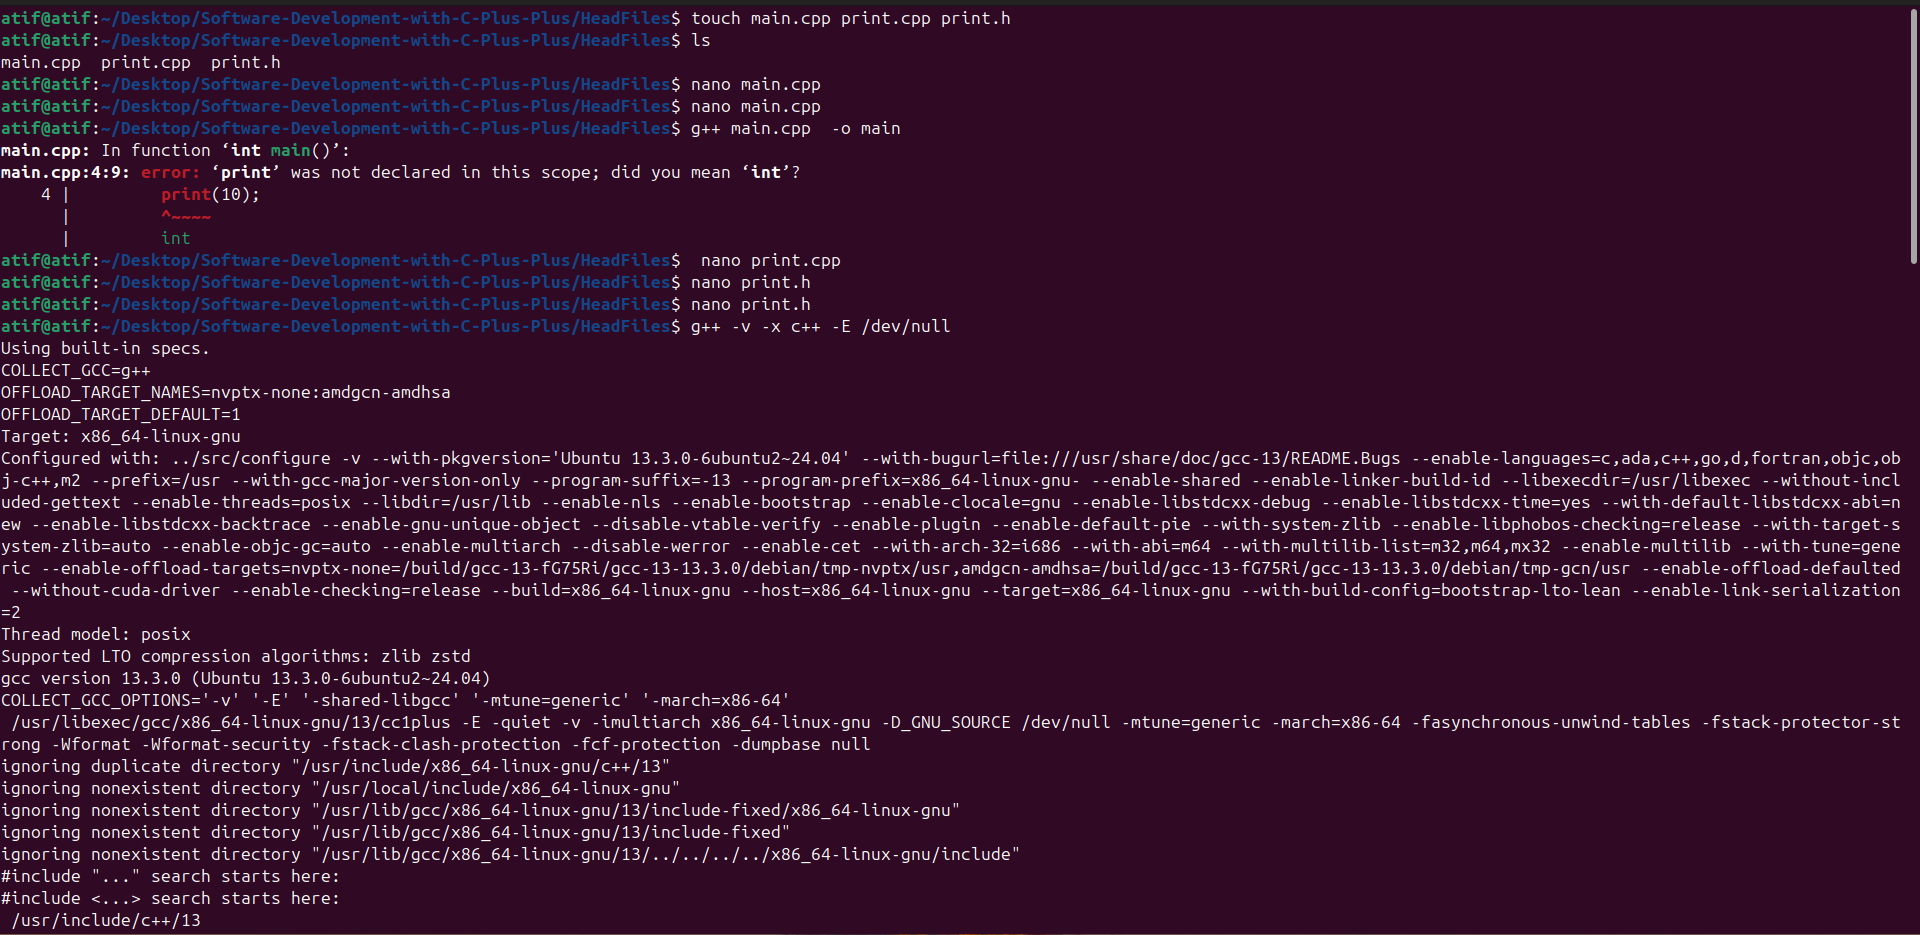 atif@atif:~/Desktop/Software-Development-with-C-Plus-Plus/HeadFiles$ touch main.cpp print.cpp print.h
atif@atif:~/Desktop/Software-Development-with-C-Plus-Plus/HeadFiles$ ls
main.cpp  print.cpp  print.h
atif@atif:~/Desktop/Software-Development-with-C-Plus-Plus/HeadFiles$ nano main.cpp
atif@atif:~/Desktop/Software-Development-with-C-Plus-Plus/HeadFiles$ nano main.cpp
atif@atif:~/Desktop/Software-Development-with-C-Plus-Plus/HeadFiles$ g++ main.cpp  -o main
main.cpp: In function ‘int main()’:
main.cpp:4:9: error: ‘print’ was not declared in this scope; did you mean ‘int’?
    4 |         print(10);
      |         ^~~~~
      |         int
atif@atif:~/Desktop/Software-Development-with-C-Plus-Plus/HeadFiles$  nano print.cpp
atif@atif:~/Desktop/Software-Development-with-C-Plus-Plus/HeadFiles$ nano print.h
atif@atif:~/Desktop/Software-Development-with-C-Plus-Plus/HeadFiles$ nano print.h
atif@atif:~/Desktop/Software-Development-with-C-Plus-Plus/HeadFiles$ g++ -v -x c++ -E /dev/null
Using built-in specs.
COLLECT_GCC=g++
OFFLOAD_TARGET_NAMES=nvptx-none:amdgcn-amdhsa
OFFLOAD_TARGET_DEFAULT=1
Target: x86_64-linux-gnu
Configured with: ../src/configure -v --with-pkgversion='Ubuntu 13.3.0-6ubuntu2~24.04' --with-bugurl=file:///usr/share/doc/gcc-13/README.Bugs --enable-languages=c,ada,c++,go,d,fortran,objc,ob
j-c++,m2 --prefix=/usr --with-gcc-major-version-only --program-suffix=-13 --program-prefix=x86_64-linux-gnu- --enable-shared --enable-linker-build-id --libexecdir=/usr/libexec --without-incl
uded-gettext --enable-threads=posix --libdir=/usr/lib --enable-nls --enable-bootstrap --enable-clocale=gnu --enable-libstdcxx-debug --enable-libstdcxx-time=yes --with-default-libstdcxx-abi=n
ew --enable-libstdcxx-backtrace --enable-gnu-unique-object --disable-vtable-verify --enable-plugin --enable-default-pie --with-system-zlib --enable-libphobos-checking=release --with-target-s
ystem-zlib=auto --enable-objc-gc=auto --enable-multiarch --disable-werror --enable-cet --with-arch-32=i686 --with-abi=m64 --with-multilib-list=m32,m64,mx32 --enable-multilib --with-tune=gene
ric --enable-offload-targets=nvptx-none=/build/gcc-13-fG75Ri/gcc-13-13.3.0/debian/tmp-nvptx/usr,amdgcn-amdhsa=/build/gcc-13-fG75Ri/gcc-13-13.3.0/debian/tmp-gcn/usr --enable-offload-defaulted
 --without-cuda-driver --enable-checking=release --build=x86_64-linux-gnu --host=x86_64-linux-gnu --target=x86_64-linux-gnu --with-build-config=bootstrap-lto-lean --enable-link-serialization
=2
Thread model: posix
Supported LTO compression algorithms: zlib zstd
gcc version 13.3.0 (Ubuntu 13.3.0-6ubuntu2~24.04)
COLLECT_GCC_OPTIONS='-v' '-E' '-shared-libgcc' '-mtune=generic' '-march=x86-64'
 /usr/libexec/gcc/x86_64-linux-gnu/13/cc1plus -E -quiet -v -imultiarch x86_64-linux-gnu -D_GNU_SOURCE /dev/null -mtune=generic -march=x86-64 -fasynchronous-unwind-tables -fstack-protector-st
rong -Wformat -Wformat-security -fstack-clash-protection -fcf-protection -dumpbase null
ignoring duplicate directory "/usr/include/x86_64-linux-gnu/c++/13"
ignoring nonexistent directory "/usr/local/include/x86_64-linux-gnu"
ignoring nonexistent directory "/usr/lib/gcc/x86_64-linux-gnu/13/include-fixed/x86_64-linux-gnu"
ignoring nonexistent directory "/usr/lib/gcc/x86_64-linux-gnu/13/include-fixed"
ignoring nonexistent directory "/usr/lib/gcc/x86_64-linux-gnu/13/../../../../x86_64-linux-gnu/include"
#include "..." search starts here:
#include <...> search starts here:
 /usr/include/c++/13